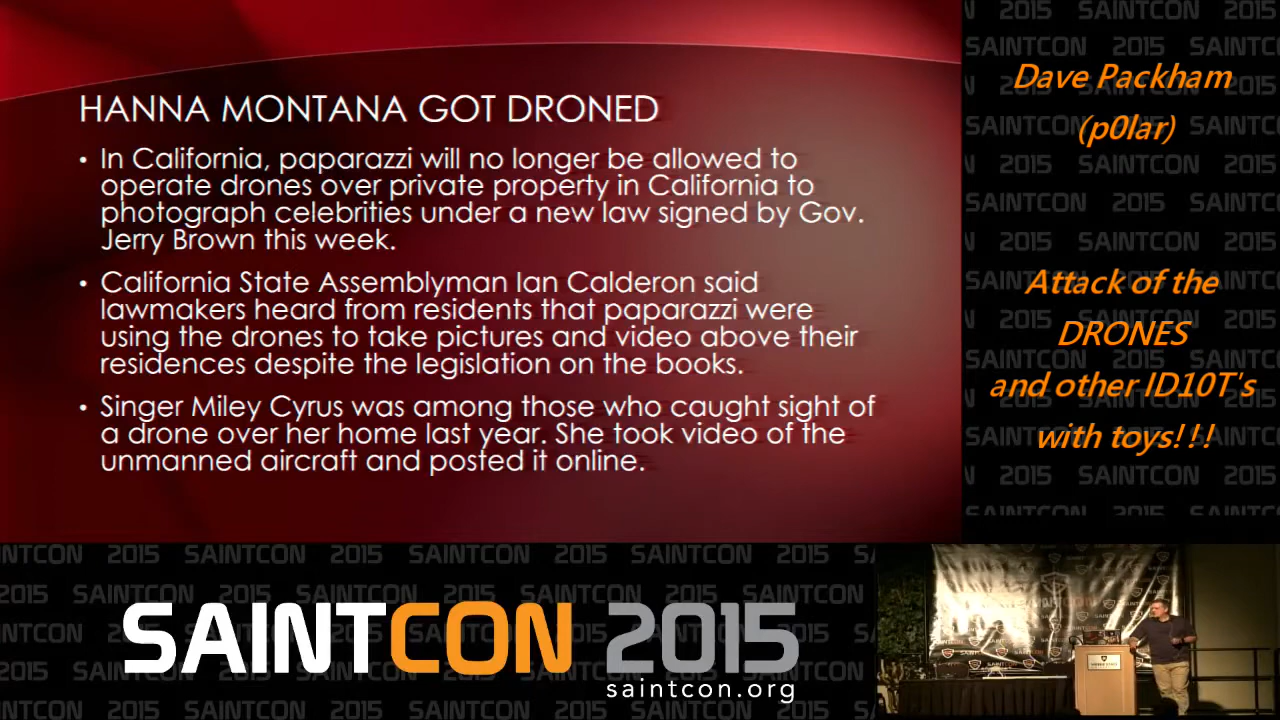 HANNA MONTANA GOT DRONED
• In California, paparazzi will no longer be allowed to
operate drones over private property in California to
photograph celebrities under a new law signed by Gov.
Jerry Brown this week.
• California State Assemblyman Ian Calderon said
lawmakers heard from residents that paparazzi were
using the drones to take pictures and video above their
residences despite the legislation on the books.
• Singer Miley Cyrus was among those who caught sight of
a drone over her home last year. She took video of the
unmanned aircraft and posted it online.
Dave Packham
(p0lar)
Attack of the
DRONES
and other ID10T's
with toys!!!
SAINTCON 2015
saintcon.org